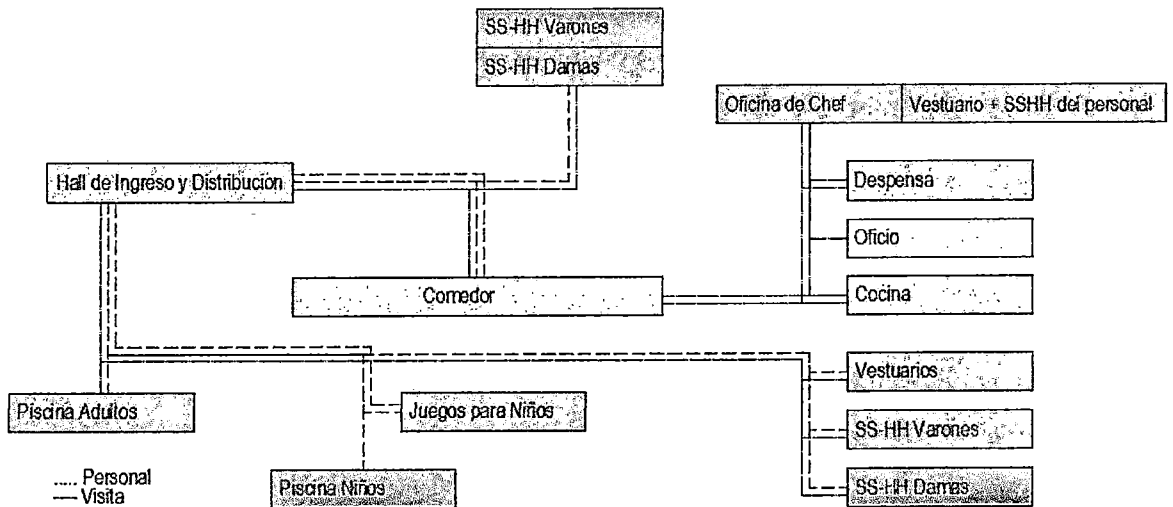 SS-HH Varones
SS-HH Damas
Oficina de Chef
Vestuario + SSHH del personal
Hall de Ingreso y Distribución
Despensa
Oficio
Comedor
Cocina
Vestuarios
Piscina Adultos
Juegos para Niños
SS-HH Varones
Piscina Niños
SS-HH Damas
.... Personal
— Visita